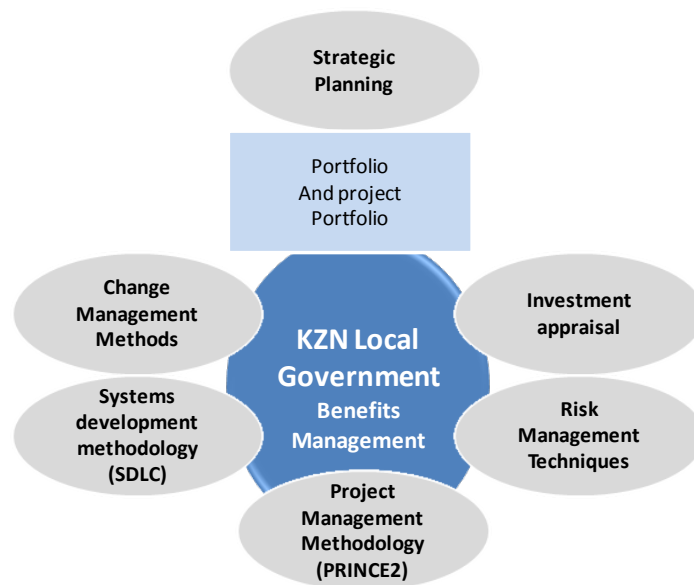 Strategic
Planning
Portfolio
And project
Portfolio
Change
Management
Methods
Investment
appraisal
KZN Local
Government
Benefits
Management
Systems
development
methodology
(SDLC)
Risk
Management
Techniques
Project
Management
Methodology
(PRINCE2)